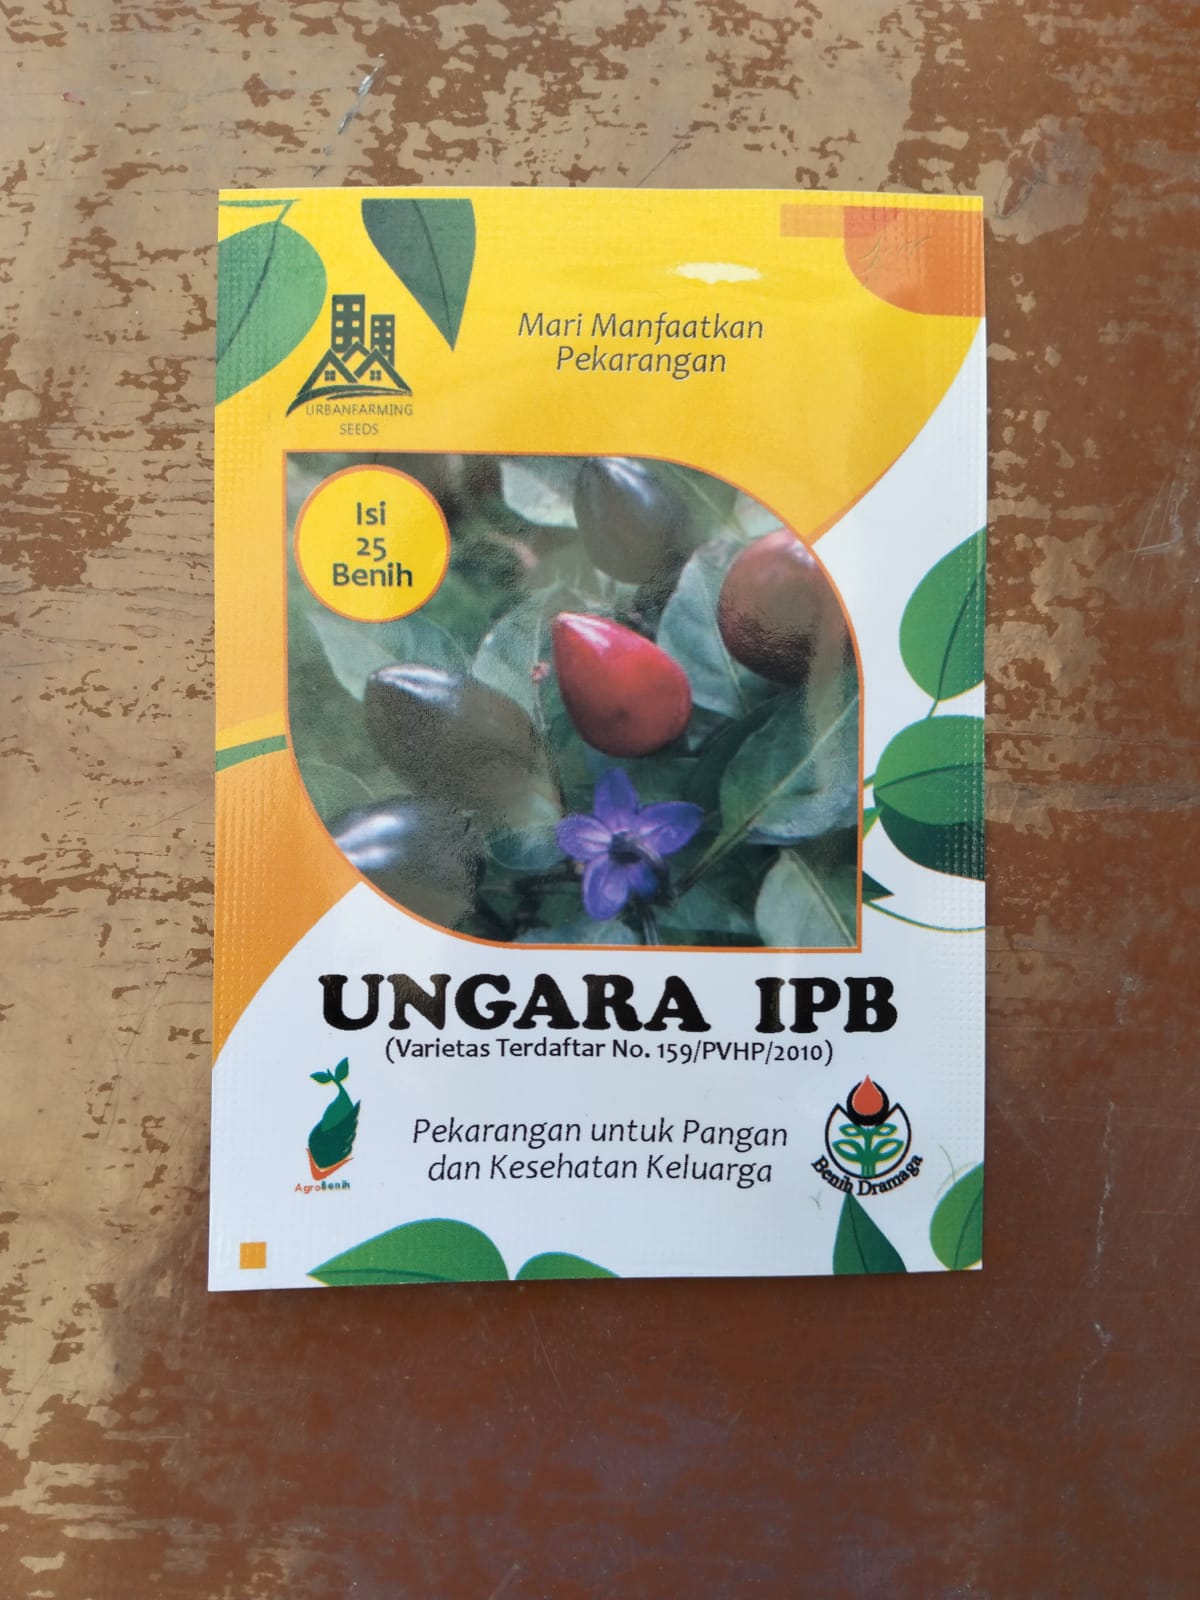 Mari Manfaatkan
Pekarangan
URBANFARMING
SEEDS
Isi
25
Benih
UNGARA IPB
(Varietas Terdaftar No. 159/PVHP/2010)
Pekarangan untuk Pangan
dan Kesehatan Keluarga
AgroBenih
Benih Dramaga